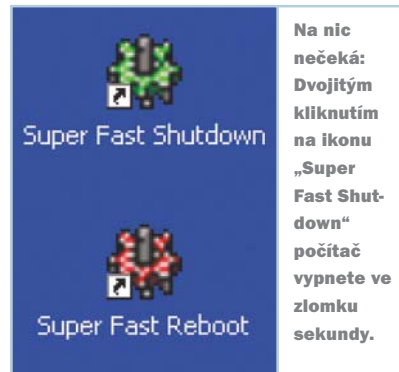 Super Fast Shutdown
Super Fast Reboot
Na nic
nečeká:
Dvojitým
kliknutím
na ikonu
„Super
Fast Shut-
down“
počítač
vypnete ve
zlomku
sekundy.